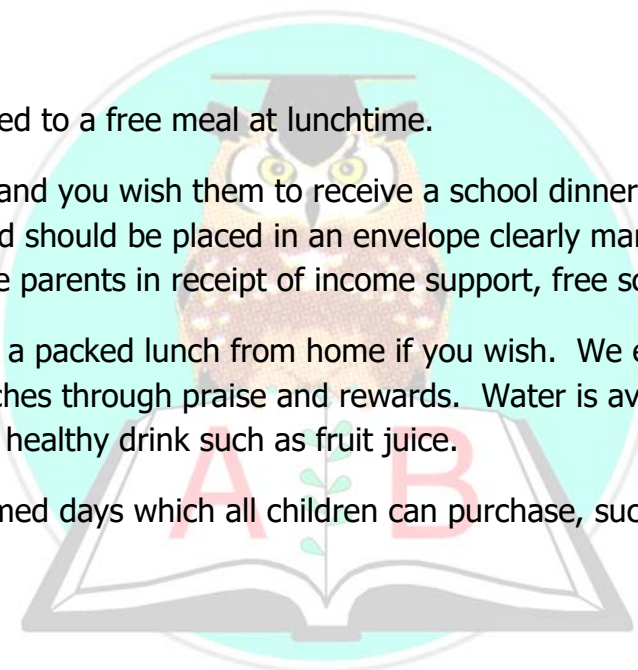 ed to a free meal at lunchtime.
and you wish them to receive a school dinner
d should be placed in an envelope clearly mar
e parents in receipt of income support, free sc
a packed lunch from home if you wish. We e
ches through praise and rewards. Water is av
healthy drink such as fruit juice.
A B
med days which all children can purchase, suc